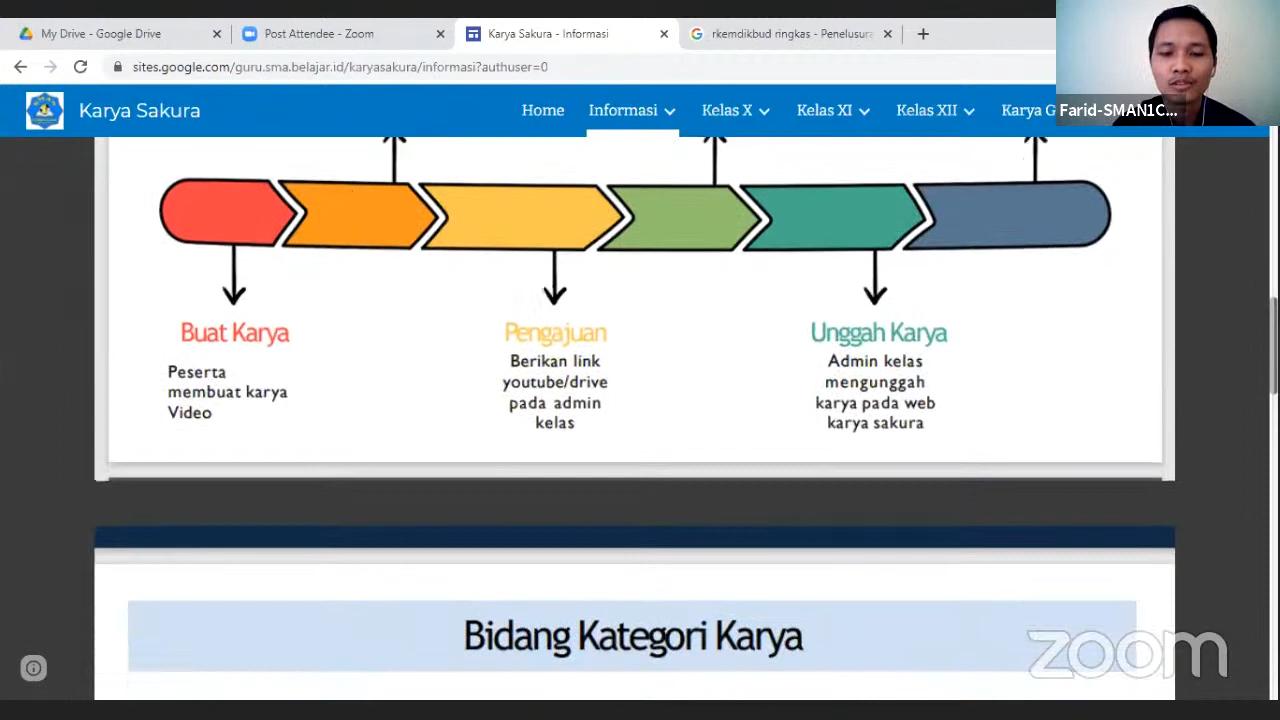 My Drive - Google Drive
Post Attendee - Zoom
Karya Sakura - Informasi
rkemdikbud ringkas - Penelusura
sites.google.com/guru.sma.belajar.id/karyasakura/informasi?authuser=0
Karya Sakura
Home
Informasi
Kelas X
Kelas XI
Kelas XII
Karya G
Farid-SMAN1C...
Buat Karya
Peserta
membuat karya
Video
Pengajuan
Berikan link
youtube/drive
pada admin
kelas
Unggah Karya
Admin kelas
mengunggah
karya pada web
karya sakura
Bidang Kategori Karya
zoom